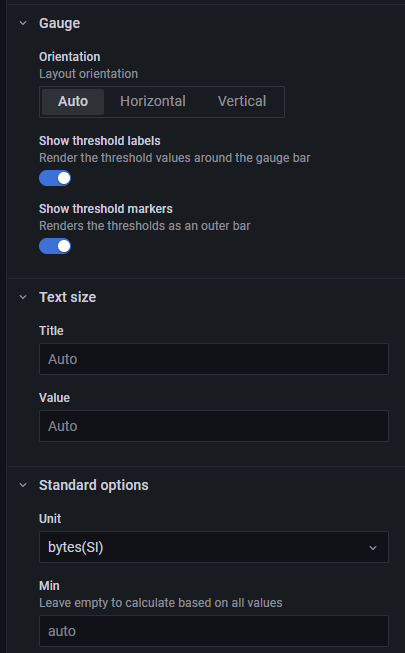 Gauge
Orientation
Layout orientation
Auto Horizontal Vertical
Show threshold labels
Render the threshold values around the gauge bar
Show threshold markers
Renders the thresholds as an outer bar
Text size
Title
Auto
Value
Auto
Standard options
Unit
bytes(SI)
Min
Leave empty to calculate based on all values
auto